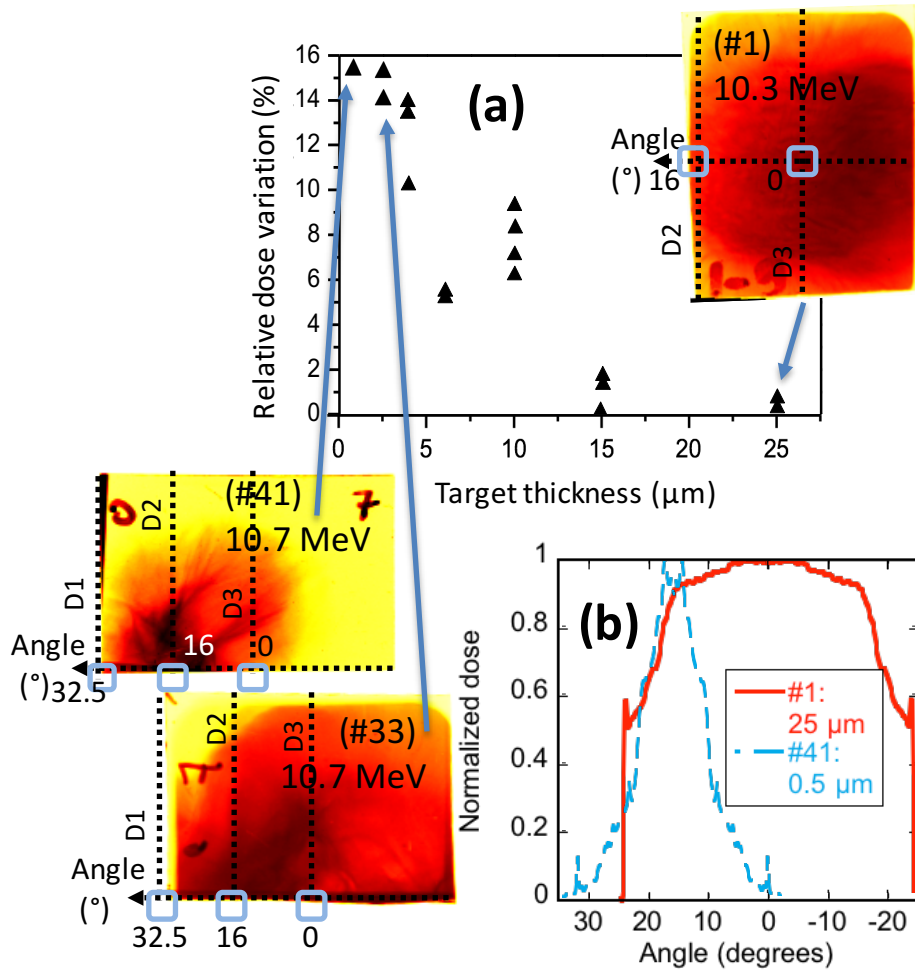 (a)
16
14
12
10
8
6
4
2
0
Relative dose variation (%)
0
5
10
15
20
25
Target thickness (µm)
(#1)
10.3 MeV
Angle
(°) 16
0
D2
D3
(#41)
10.7 MeV
7
D1
D2
D3
16
0
Angle
(°) 32.5
(#33)
10.7 MeV
7
D1
D2
D3
Angle
(°)
32.5
16
0
(b)
1
0.8
0.6
0.4
0.2
0
Normalized dose
#1:
25 µm
#41:
0.5 µm
30
20
10
0
-10
-20
Angle (degrees)